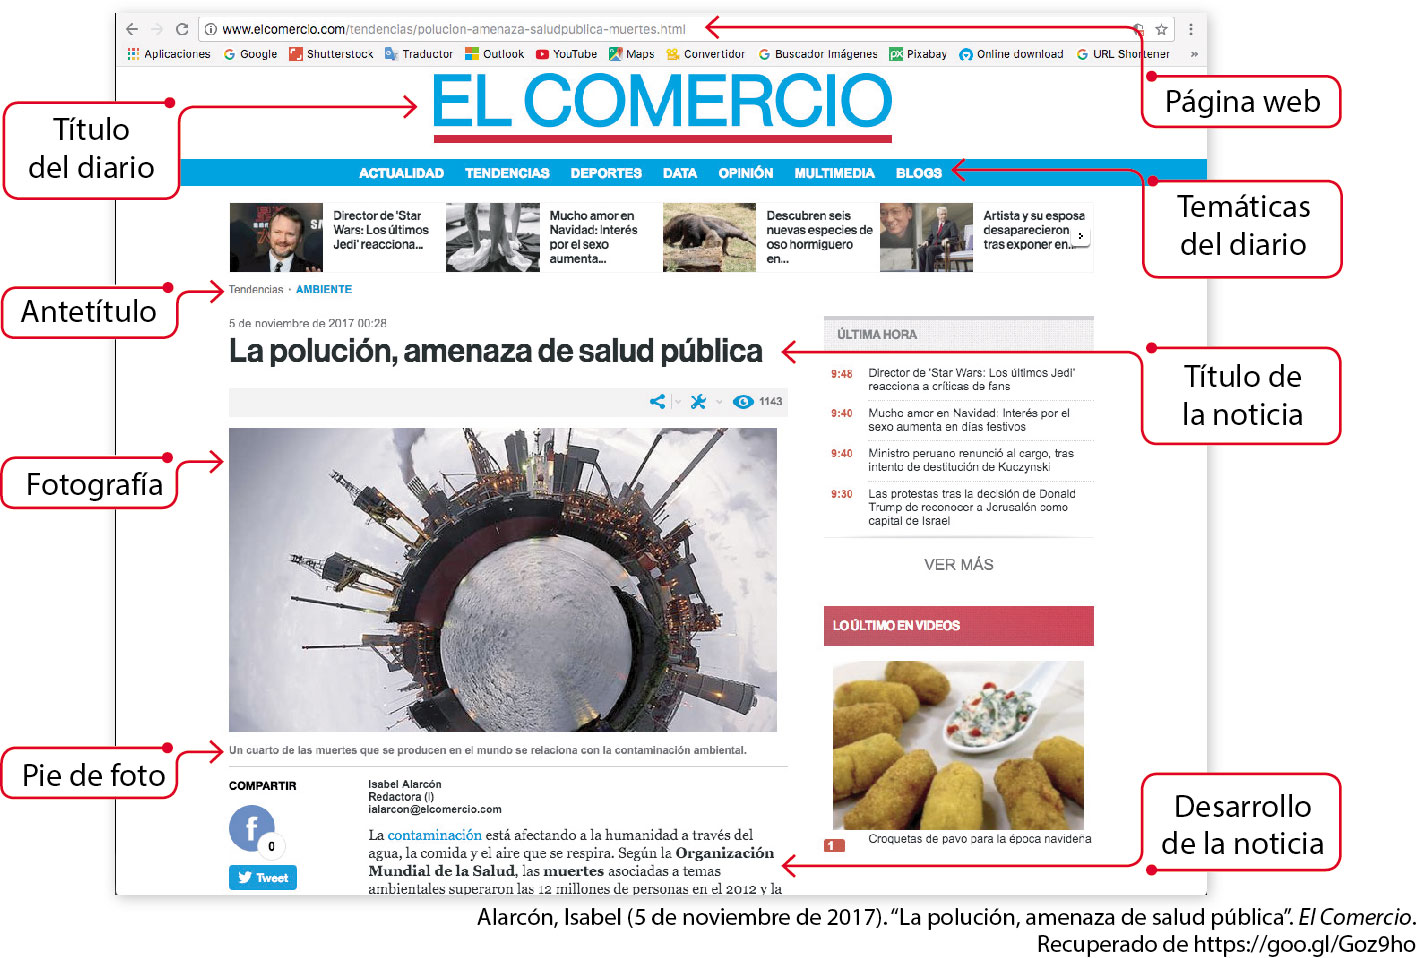 www.elcomercio.com/tendencias/polucion-amenaza-saludpublica-muertes.html
Aplicaciones Google Shutterstock Traductor Outlook YouTube Maps Convertidor Buscador Imágenes Pixabay Online download URL Shortener »
Página web
EL COMERCIO
Título
del diario
ACTUALIDAD TENDENCIAS DEPORTES DATA OPINIÓN MULTIMEDIA BLOGS
Temáticas
del diario
Director de 'Star
Wars: Los últimos
Jedi' reacciona...
Mucho amor en
Navidad: Interés
por el sexo
aumenta...
Descubren seis
nuevas especies de
oso hormiguero
en...
Artista y su esposa
desaparecieron
tras exponer en...
Antetítulo
Tendencias · AMBIENTE
5 de noviembre de 2017 00:28
La polución, amenaza de salud pública
Título de
la noticia
1143
Fotografía
ÚLTIMA HORA
9:48 Director de 'Star Wars: Los últimos Jedi'
reacciona a críticas de fans
9:40 Mucho amor en Navidad: Interés por el
sexo aumenta en días festivos
9:40 Ministro peruano renunció al cargo, tras
intento de destitución de Kuczynski
9:30 Las protestas tras la decisión de Donald
Trump de reconocer a Jerusalén como
capital de Israel
VER MÁS
LO ÚLTIMO EN VIDEOS
1 Croquetas de pavo para la época navideña
Pie de foto
Un cuarto de las muertes que se producen en el mundo se relaciona con la contaminación ambiental.
COMPARTIR
f
0
Tweet
Isabel Alarcón
Redactora (I)
ialarcon@elcomercio.com
La contaminación está afectando a la humanidad a través del
agua, la comida y el aire que se respira. Según la Organización
Mundial de la Salud, las muertes asociadas a temas
ambientales superaron las 12 millones de personas en el 2012 y la
Desarrollo
de la noticia
Alarcón, Isabel (5 de noviembre de 2017). “La polución, amenaza de salud pública”. El Comercio.
Recuperado de https://goo.gl/Goz9ho